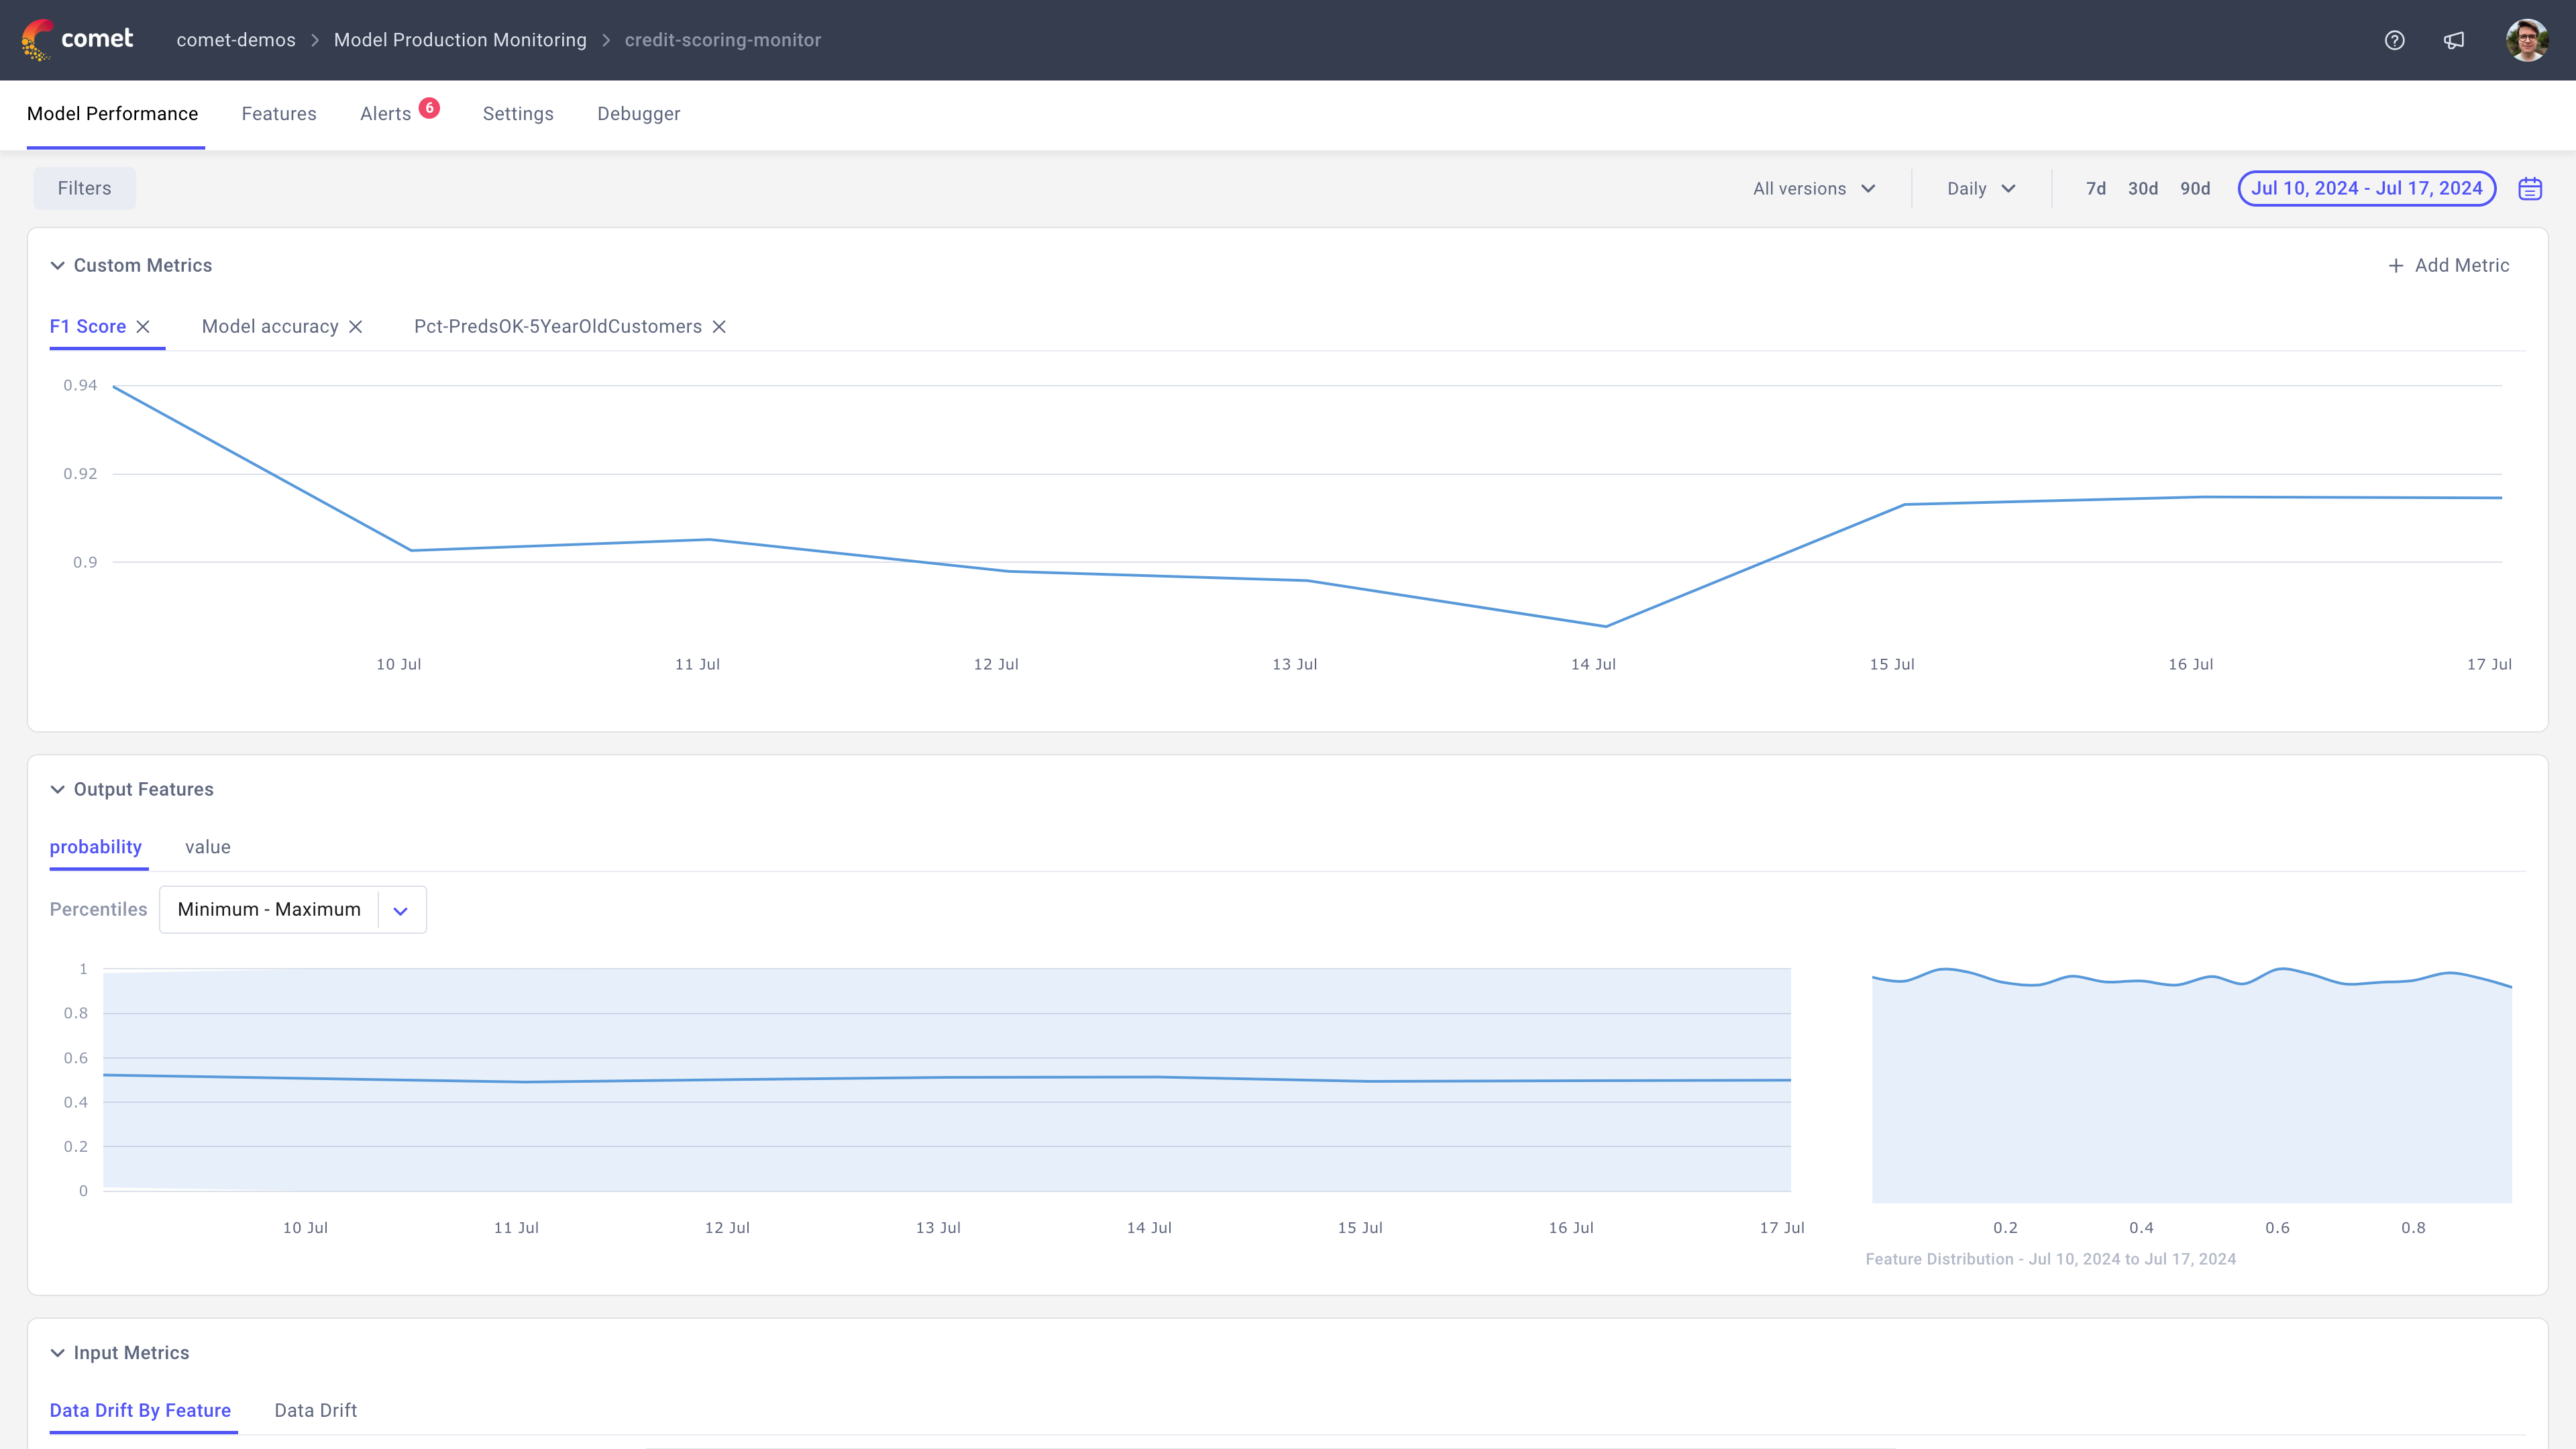 comet
comet-demos > Model Production Monitoring > credit-scoring-monitor
Model Performance Features Alerts 6 Settings Debugger
Filters All versions Daily 7d 30d 90d Jul 10, 2024 - Jul 17, 2024
Custom Metrics + Add Metric
F1 Score Model accuracy Pct-PredsOK-5YearOldCustomers
0.94
0.92
0.9
10 Jul 11 Jul 12 Jul 13 Jul 14 Jul 15 Jul 16 Jul 17 Jul
Output Features
probability value
Percentiles Minimum - Maximum
1
0.8
0.6
0.4
0.2
0
10 Jul 11 Jul 12 Jul 13 Jul 14 Jul 15 Jul 16 Jul 17 Jul
0.2 0.4 0.6 0.8
Feature Distribution - Jul 10, 2024 to Jul 17, 2024
Input Metrics
Data Drift By Feature Data Drift